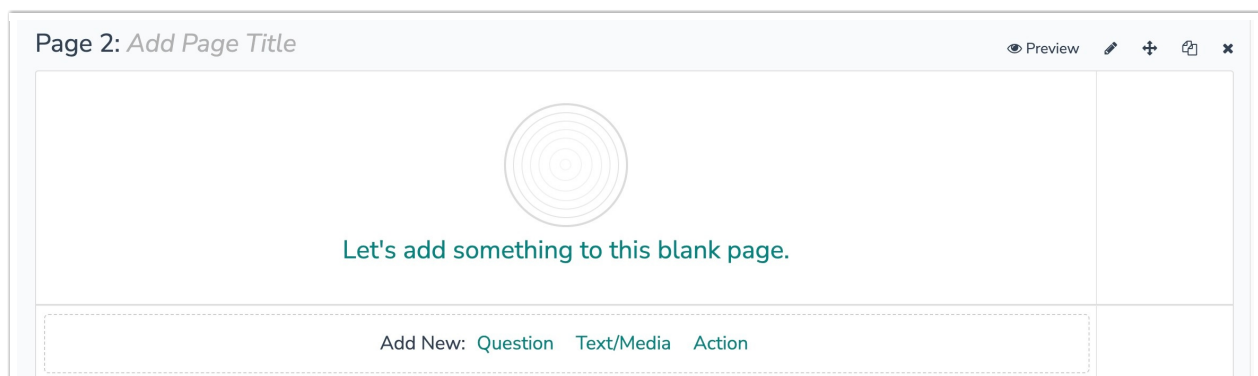 Page 2: Add Page Title
Preview
Let's add something to this blank page.
Add New: Question Text/Media Action